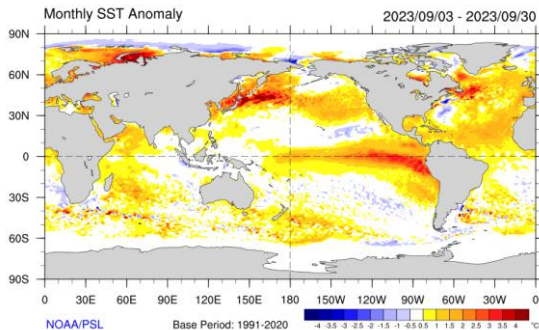 Monthly SST Anomaly 2023/09/03 - 2023/09/30
90N
60N
30N
0
30S
60S
90S
0 30E 60E 90E 120E 150E 180 150W 120W 90W 60W 30W 0
NOAA/PSL Base Period: 1991-2020
-4 -3.5 -3 -2.5 -2 -1.5 -1 -0.5 0.5 1 1.5 2 2.5 3 3.5 4 °C